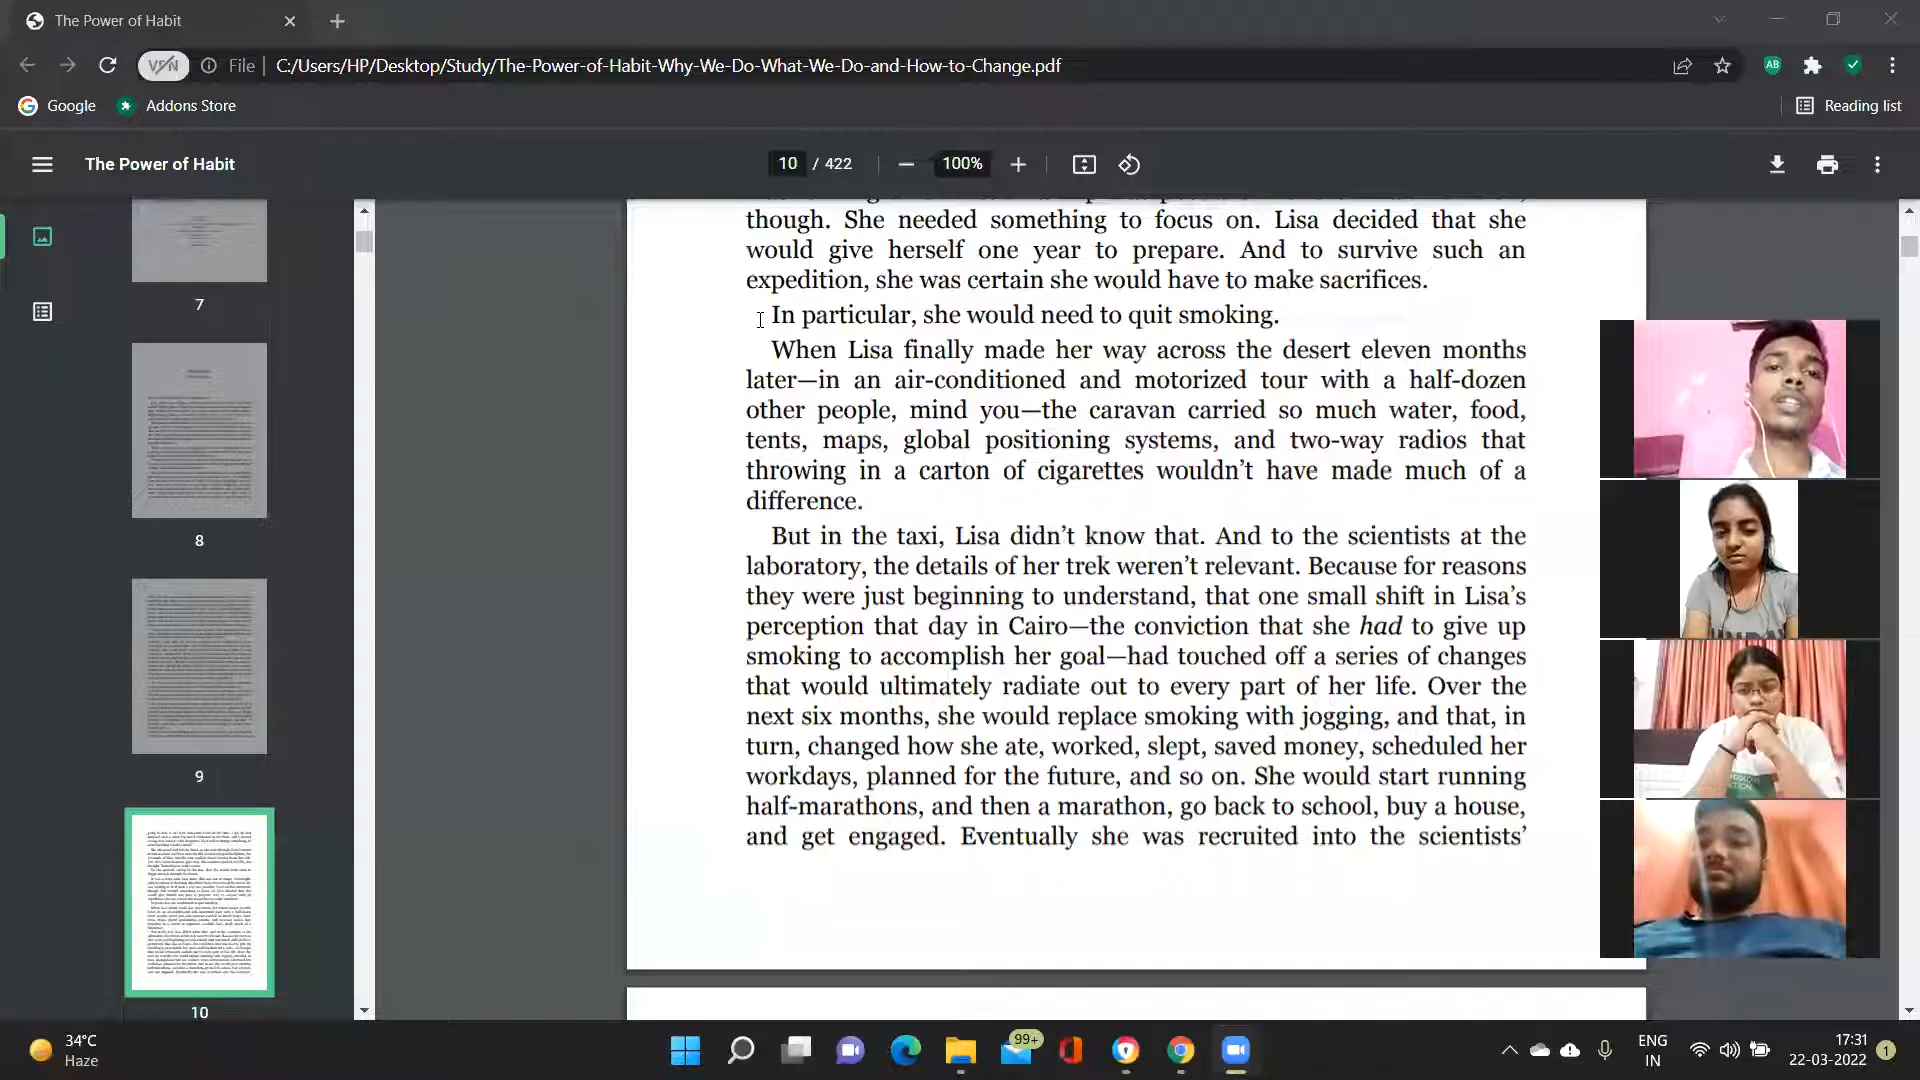 The Power of Habit
VPN
File
C:/Users/HP/Desktop/Study/The-Power-of-Habit-Why-We-Do-What-We-Do-and-How-to-Change.pdf
AB
Google
Addons Store
Reading list
The Power of Habit
10 / 422
100%
though. She needed something to focus on. Lisa decided that she
would give herself one year to prepare. And to survive such an
expedition, she was certain she would have to make sacrifices.
In particular, she would need to quit smoking.
When Lisa finally made her way across the desert eleven months
later—in an air-conditioned and motorized tour with a half-dozen
other people, mind you—the caravan carried so much water, food,
tents, maps, global positioning systems, and two-way radios that
throwing in a carton of cigarettes wouldn’t have made much of a
difference.
But in the taxi, Lisa didn’t know that. And to the scientists at the
laboratory, the details of her trek weren’t relevant. Because for reasons
they were just beginning to understand, that one small shift in Lisa’s
perception that day in Cairo—the conviction that she had to give up
smoking to accomplish her goal—had touched off a series of changes
that would ultimately radiate out to every part of her life. Over the
next six months, she would replace smoking with jogging, and that, in
turn, changed how she ate, worked, slept, saved money, scheduled her
workdays, planned for the future, and so on. She would start running
half-marathons, and then a marathon, go back to school, buy a house,
and get engaged. Eventually she was recruited into the scientists’
7
8
9
10
34°C
Haze
99+
ENG
IN
17:31
22-03-2022
1